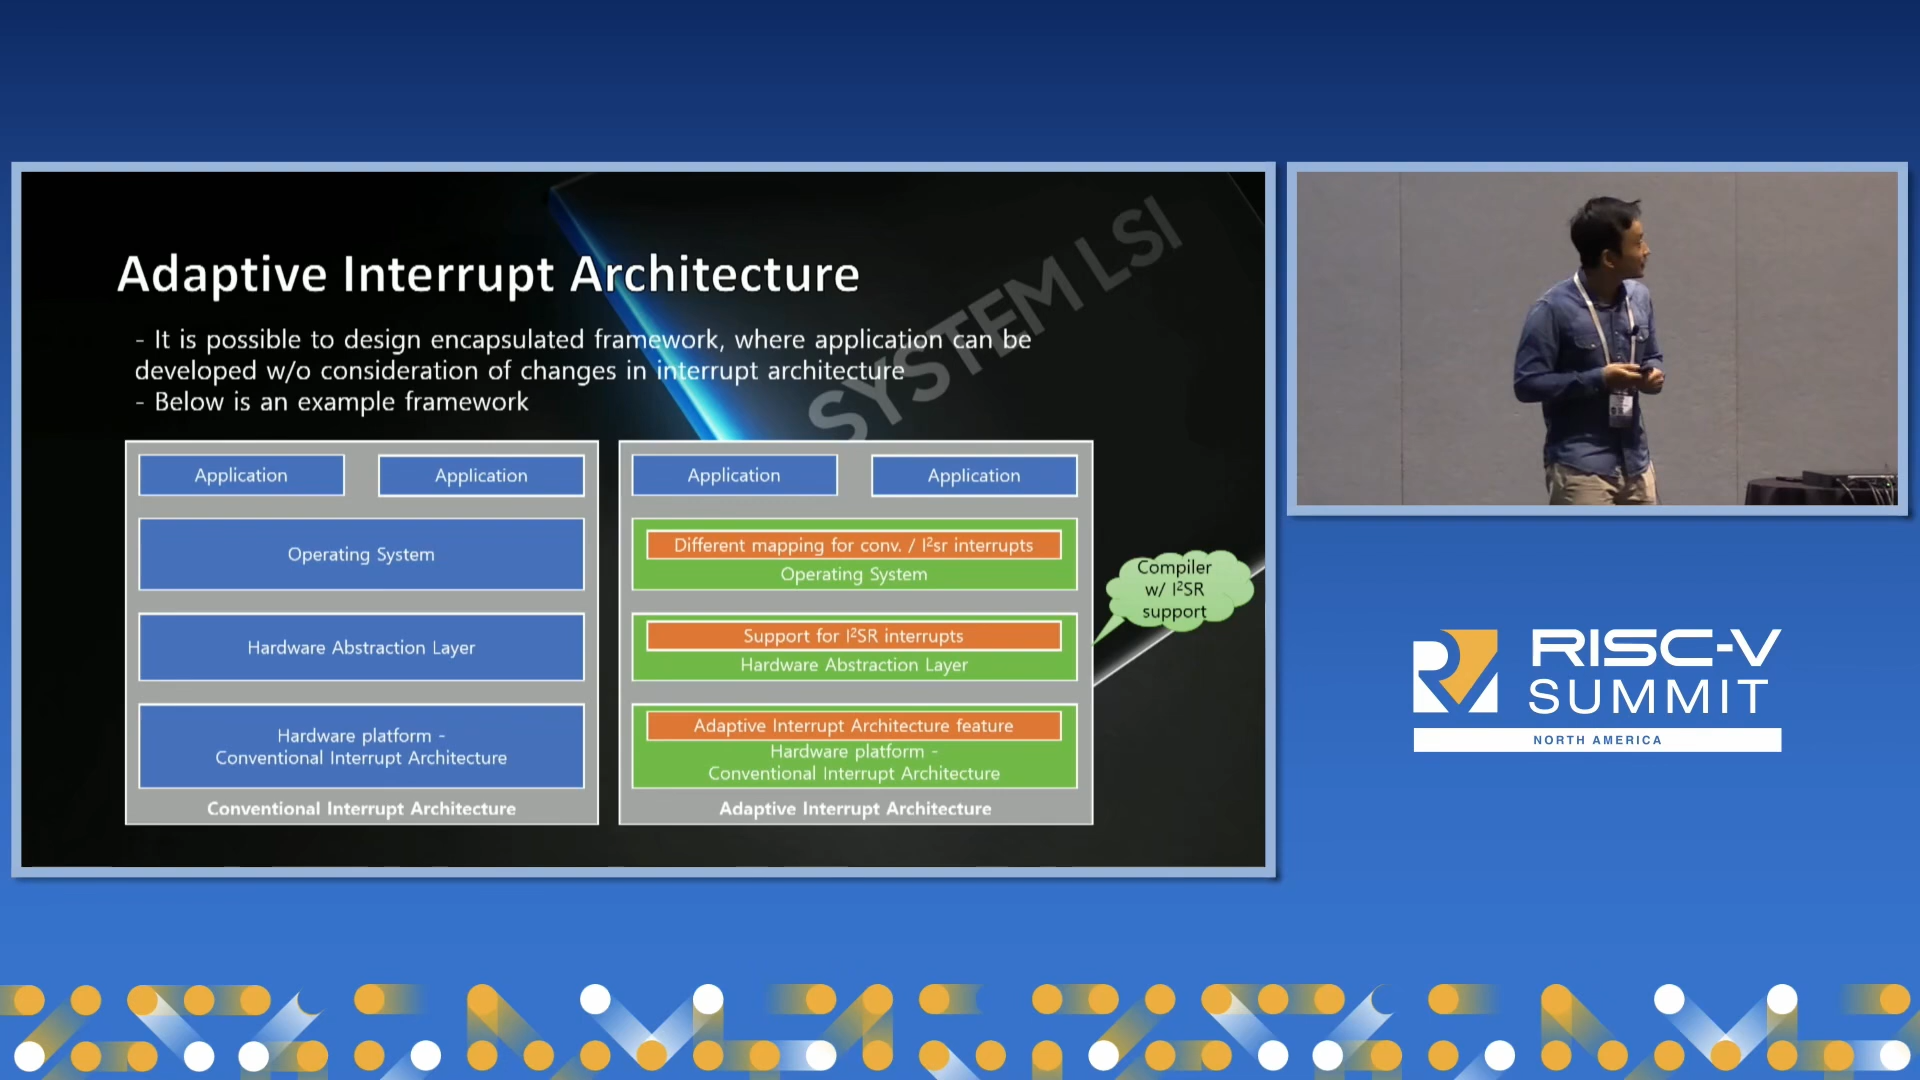 Adaptive Interrupt Architecture
SYSTEM LSI
- It is possible to design encapsulated framework, where application can be
developed w/o consideration of changes in interrupt architecture
- Below is an example framework
Application
Application
Operating System
Hardware Abstraction Layer
Hardware platform -
Conventional Interrupt Architecture
Conventional Interrupt Architecture
Application
Application
Different mapping for conv. / I²sr interrupts
Operating System
Support for I²SR interrupts
Hardware Abstraction Layer
Adaptive Interrupt Architecture feature
Hardware platform -
Conventional Interrupt Architecture
Adaptive Interrupt Architecture
Compiler
w/ I²SR
support
RISC-V
SUMMIT
NORTH AMERICA